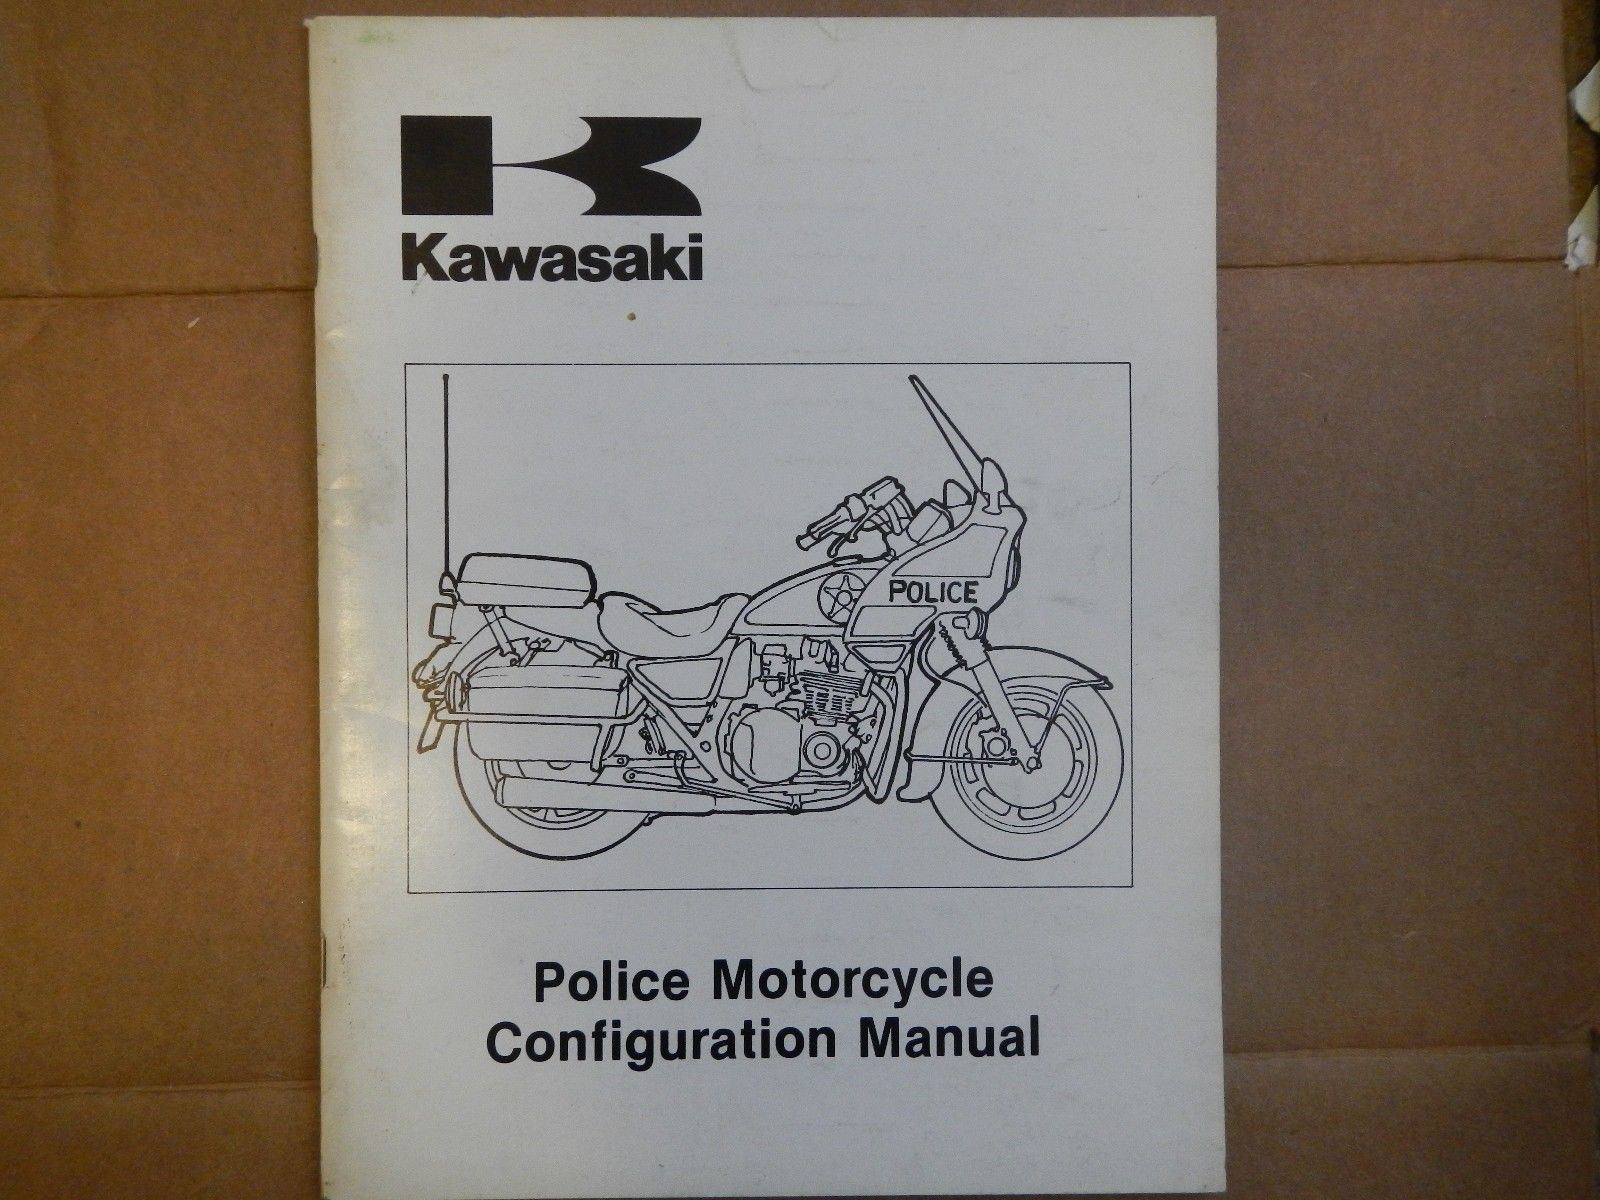 Kawasaki
POLICE
Police Motorcycle
Configuration Manual